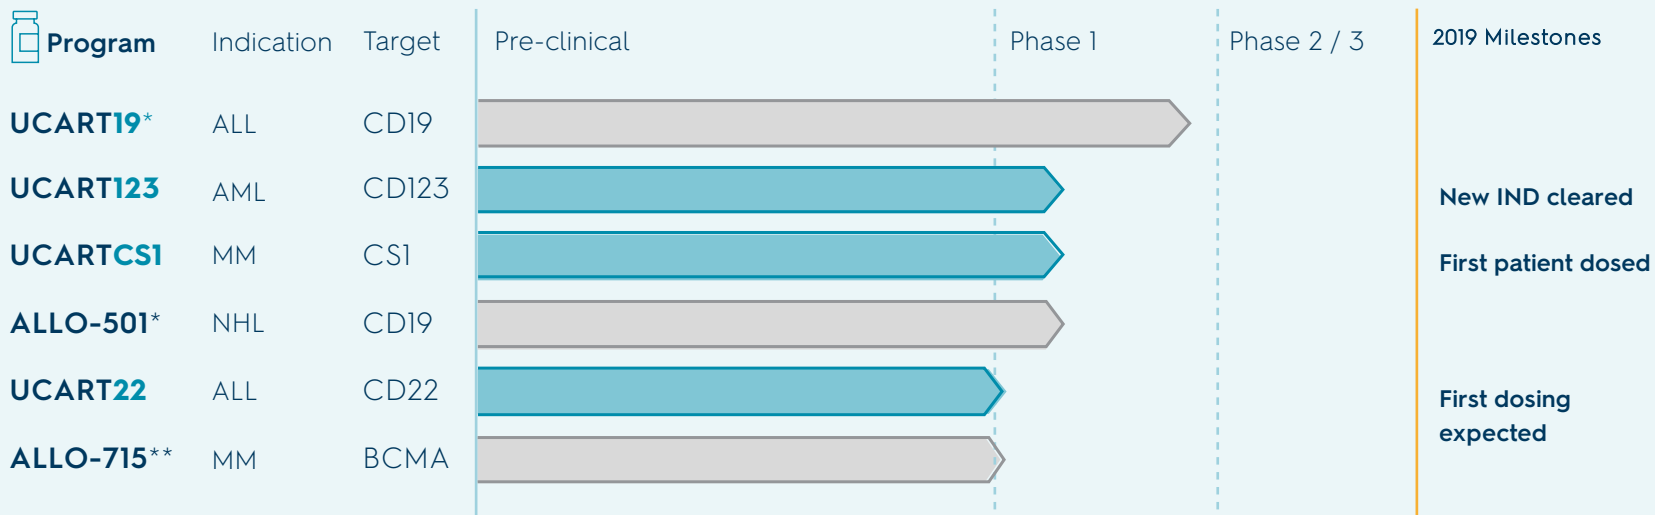 Program Indication Target Pre-clinical Phase 1 Phase 2 / 3 2019 Milestones
UCART19* ALL CD19
UCART123 AML CD123 New IND cleared
UCARTCS1 MM CS1 First patient dosed
ALLO-501* NHL CD19
UCART22 ALL CD22 First dosing
expected
ALLO-715** MM BCMA